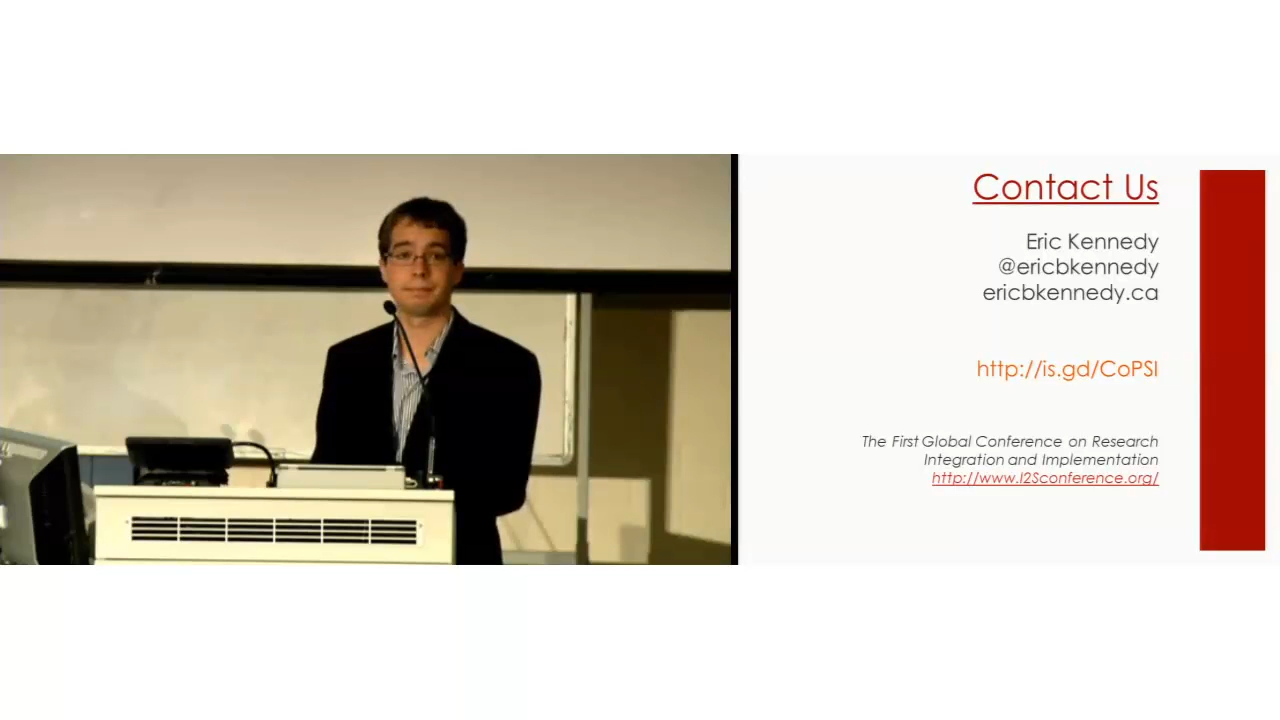 Contact Us
Eric Kennedy
@ericbkennedy
ericbkennedy.ca
http://is.gd/CoPSI
The First Global Conference on Research
Integration and Implementation
http://www.I2Sconference.org/